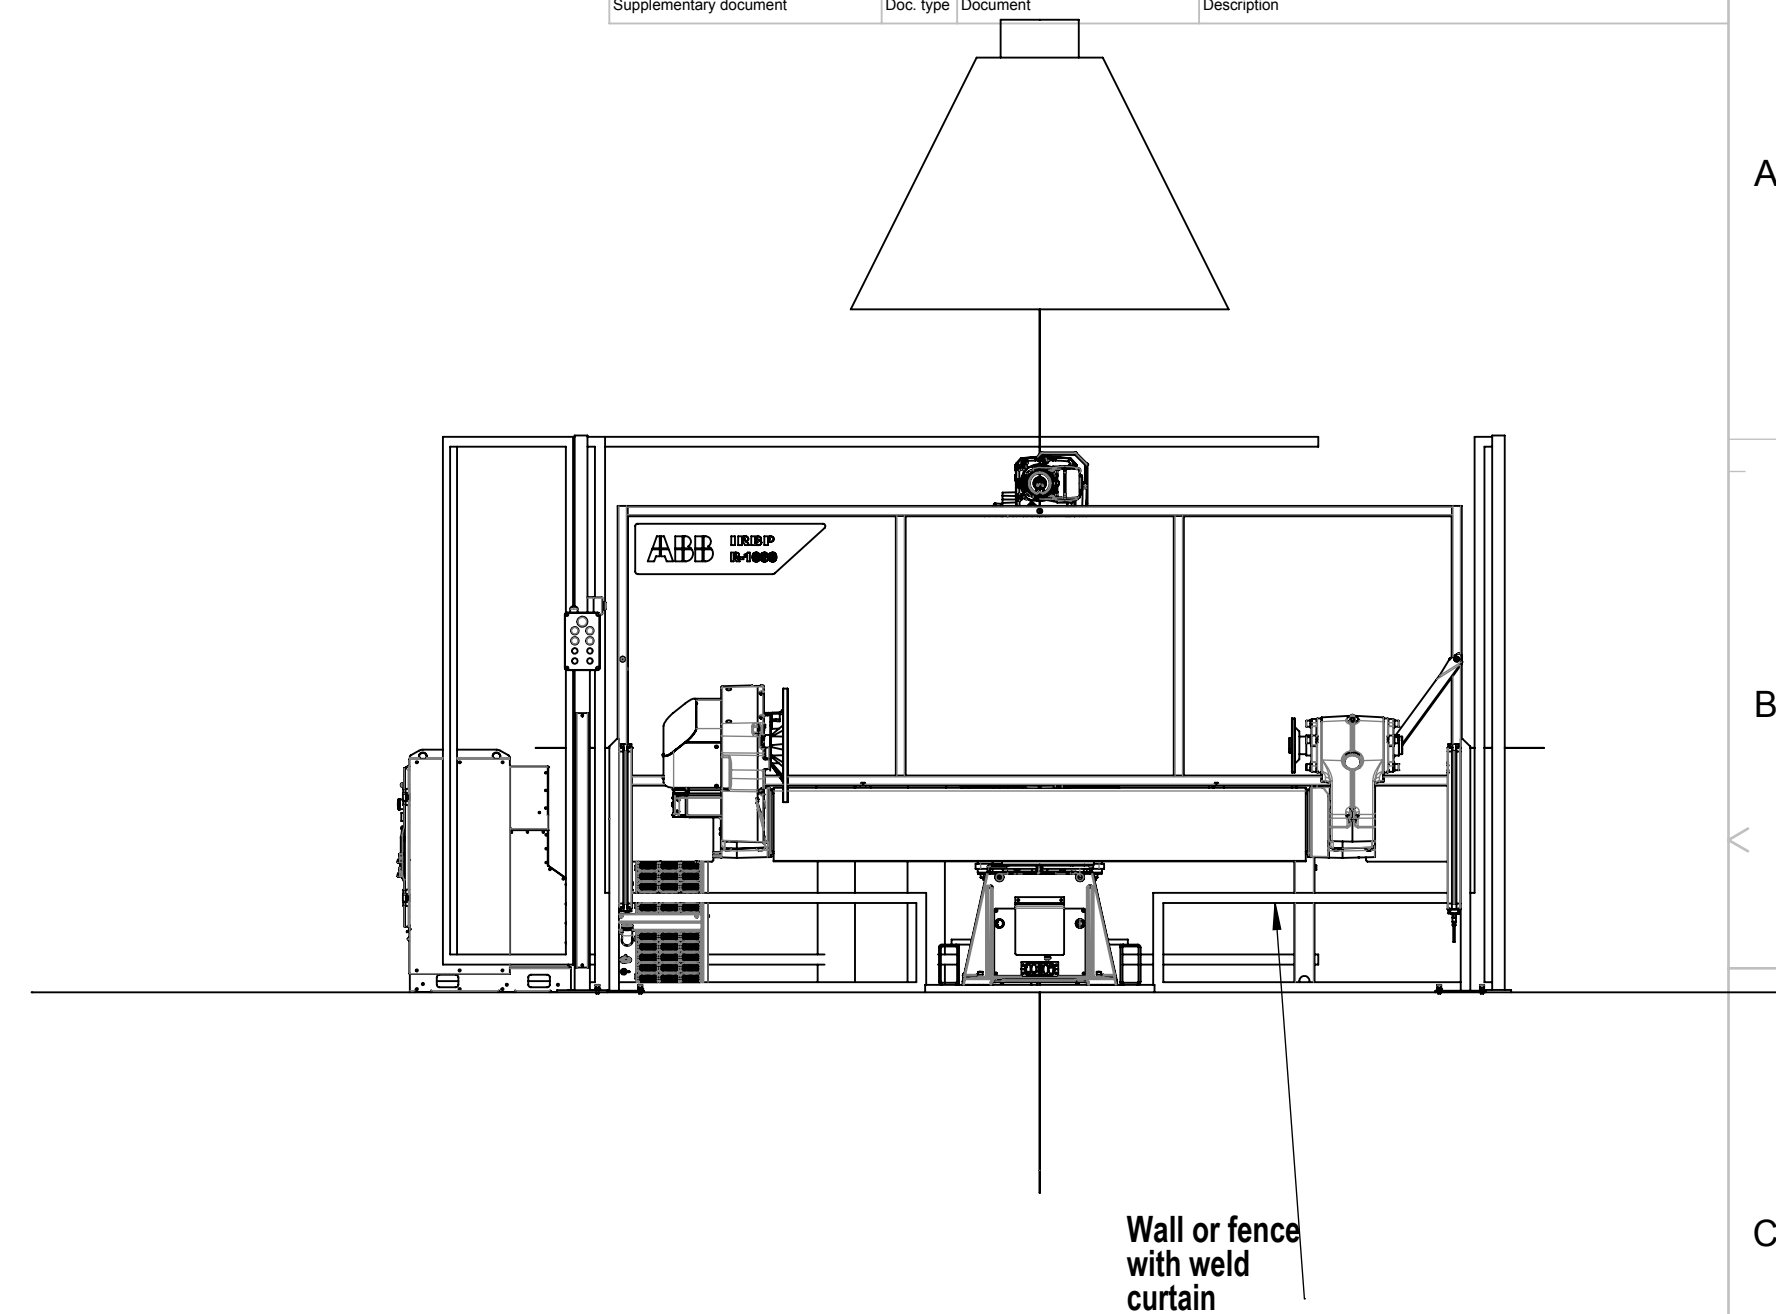 Supplementary document
Doc. type
Document
Description
A
ABB
IRBP
R-1000
B
C
Wall or fence
with weld
curtain